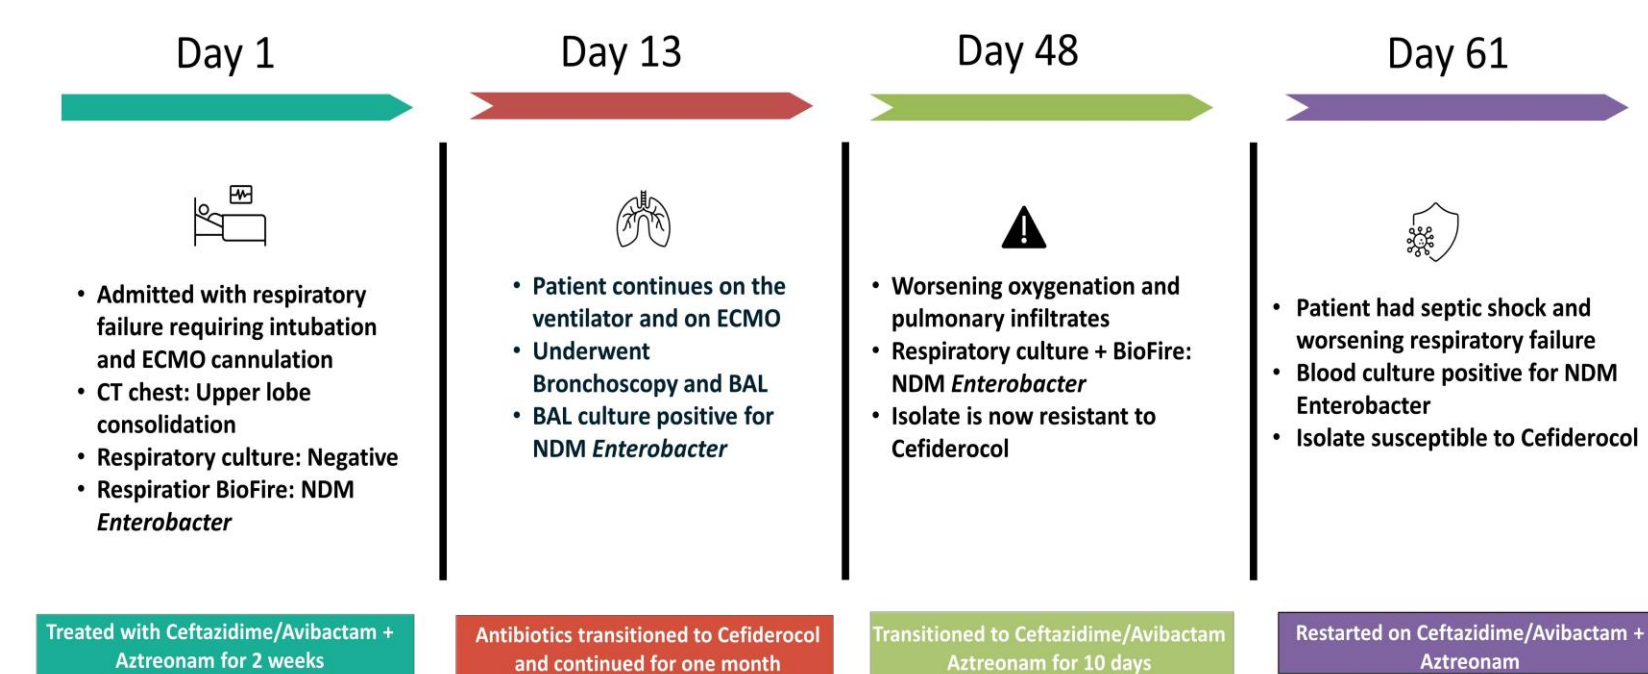 Day 1
Day 13
Day 48
Day 61
• Admitted with respiratory
failure requiring intubation
and ECMO cannulation
• CT chest: Upper lobe
consolidation
• Respiratory culture: Negative
• Respiratior BioFire: NDM
Enterobacter
• Patient continues on the
ventilator and on ECMO
• Underwent
Bronchoscopy and BAL
• BAL culture positive for
NDM Enterobacter
• Worsening oxygenation and
pulmonary infiltrates
• Respiratory culture + BioFire:
NDM Enterobacter
• Isolate is now resistant to
Cefiderocol
• Patient had septic shock and
worsening respiratory failure
• Blood culture positive for NDM
Enterobacter
• Isolate susceptible to Cefiderocol
Treated with Ceftazidime/Avibactam +
Aztreonam for 2 weeks
Antibiotics transitioned to Cefiderocol
and continued for one month
Transitioned to Ceftazidime/Avibactam
Aztreonam for 10 days
Restarted on Ceftazidime/Avibactam +
Aztreonam